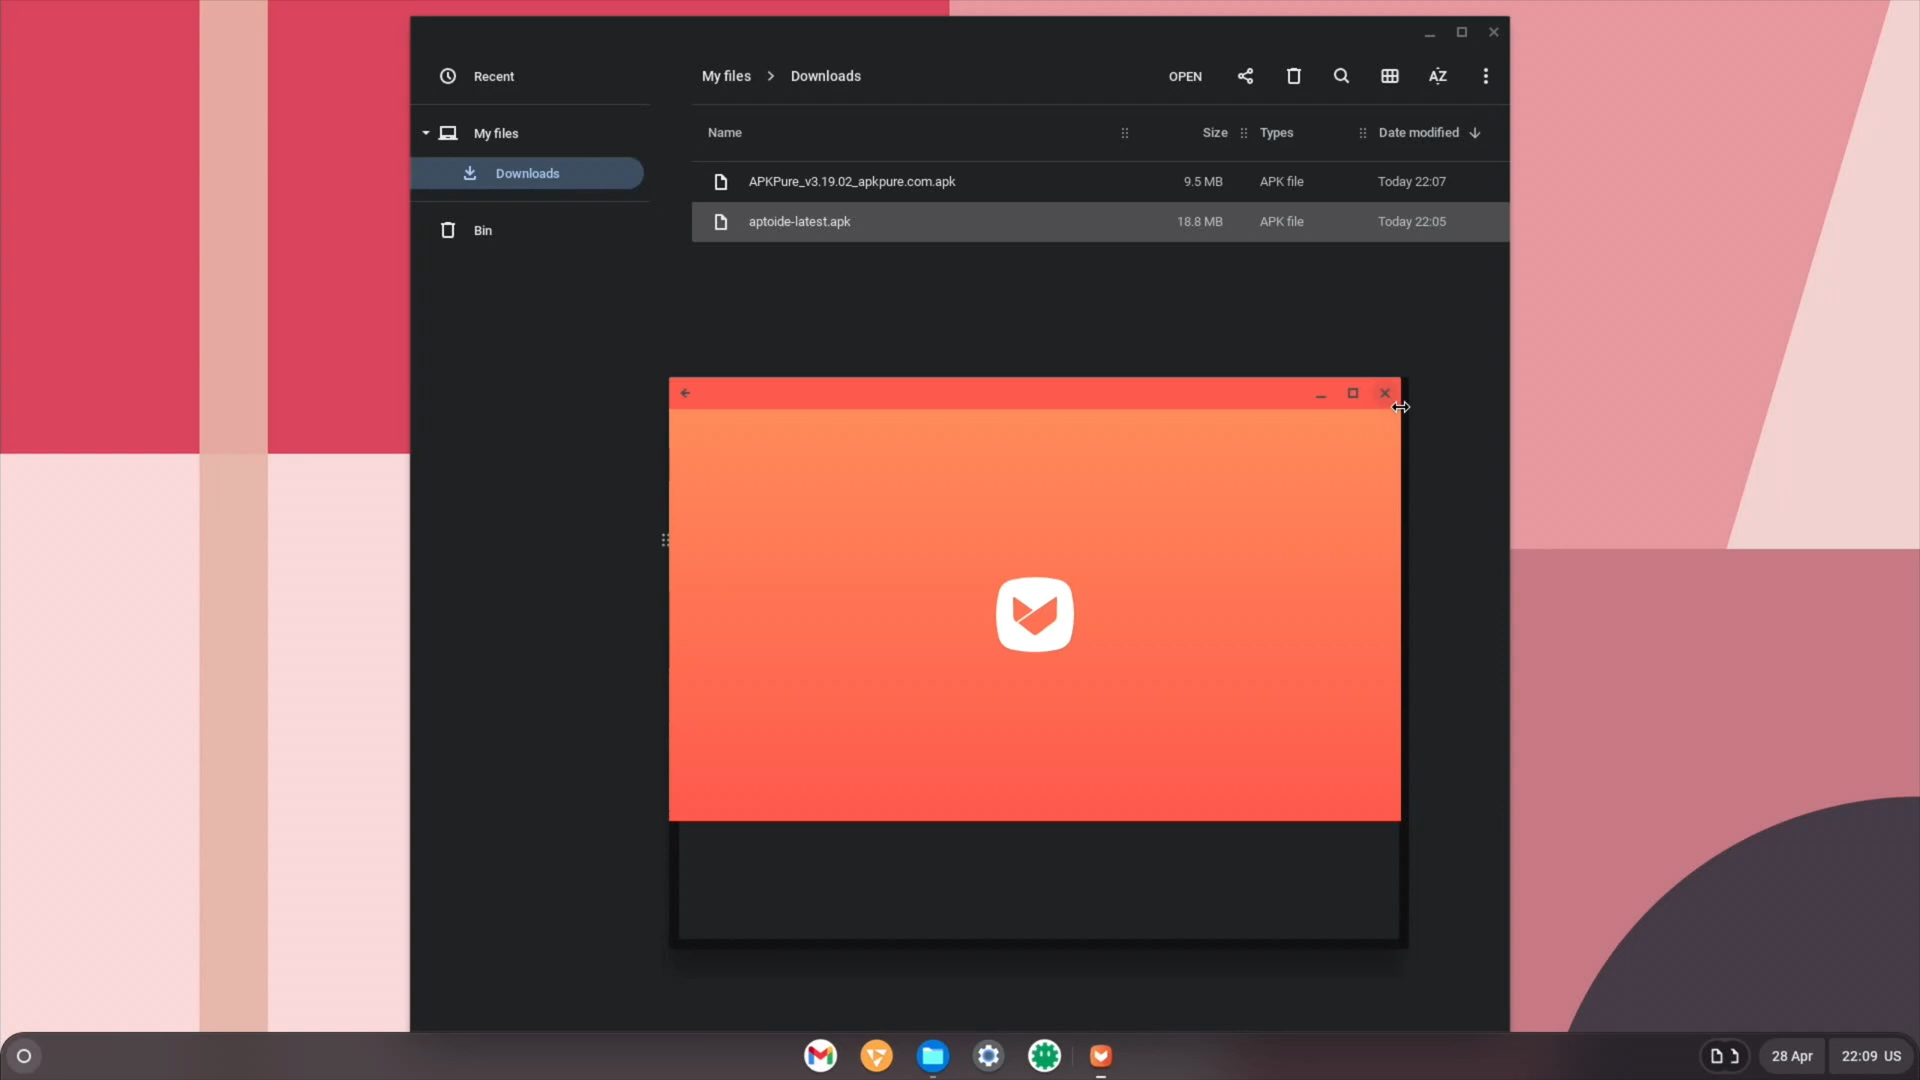 Recent
My files
Downloads
Bin
My files > Downloads
OPEN
AZ
Name Size Types Date modified
APKPure_v3.19.02_apkpure.com.apk 9.5 MB APK file Today 22:07
aptoide-latest.apk 18.8 MB APK file Today 22:05
28 Apr 22:09 US